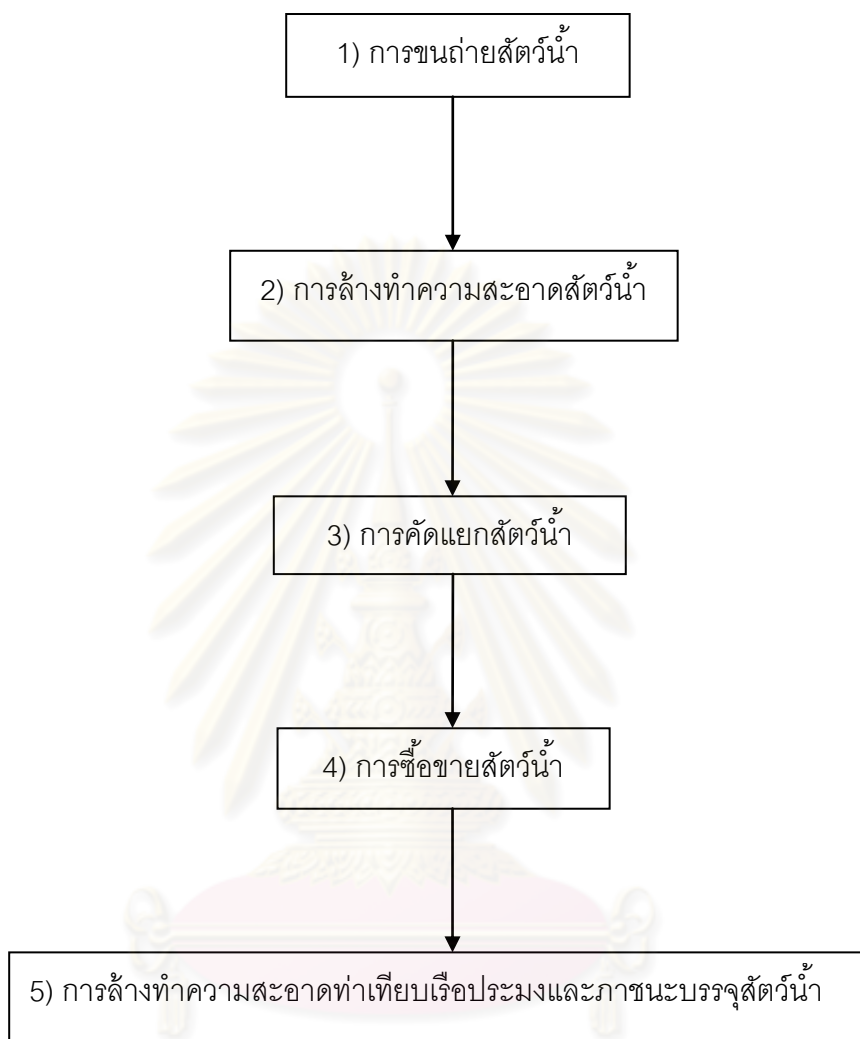 1) การขนถ่ายสัตว์น้ำ
2) การล้างทำความสะอาดสัตว์น้ำ
3) การคัดแยกสัตว์น้ำ
4) การซื้อขายสัตว์น้ำ
5) การล้างทำความสะอาดท่าเทียบเรือประมงและภาชนะบรรจุสัตว์น้ำ